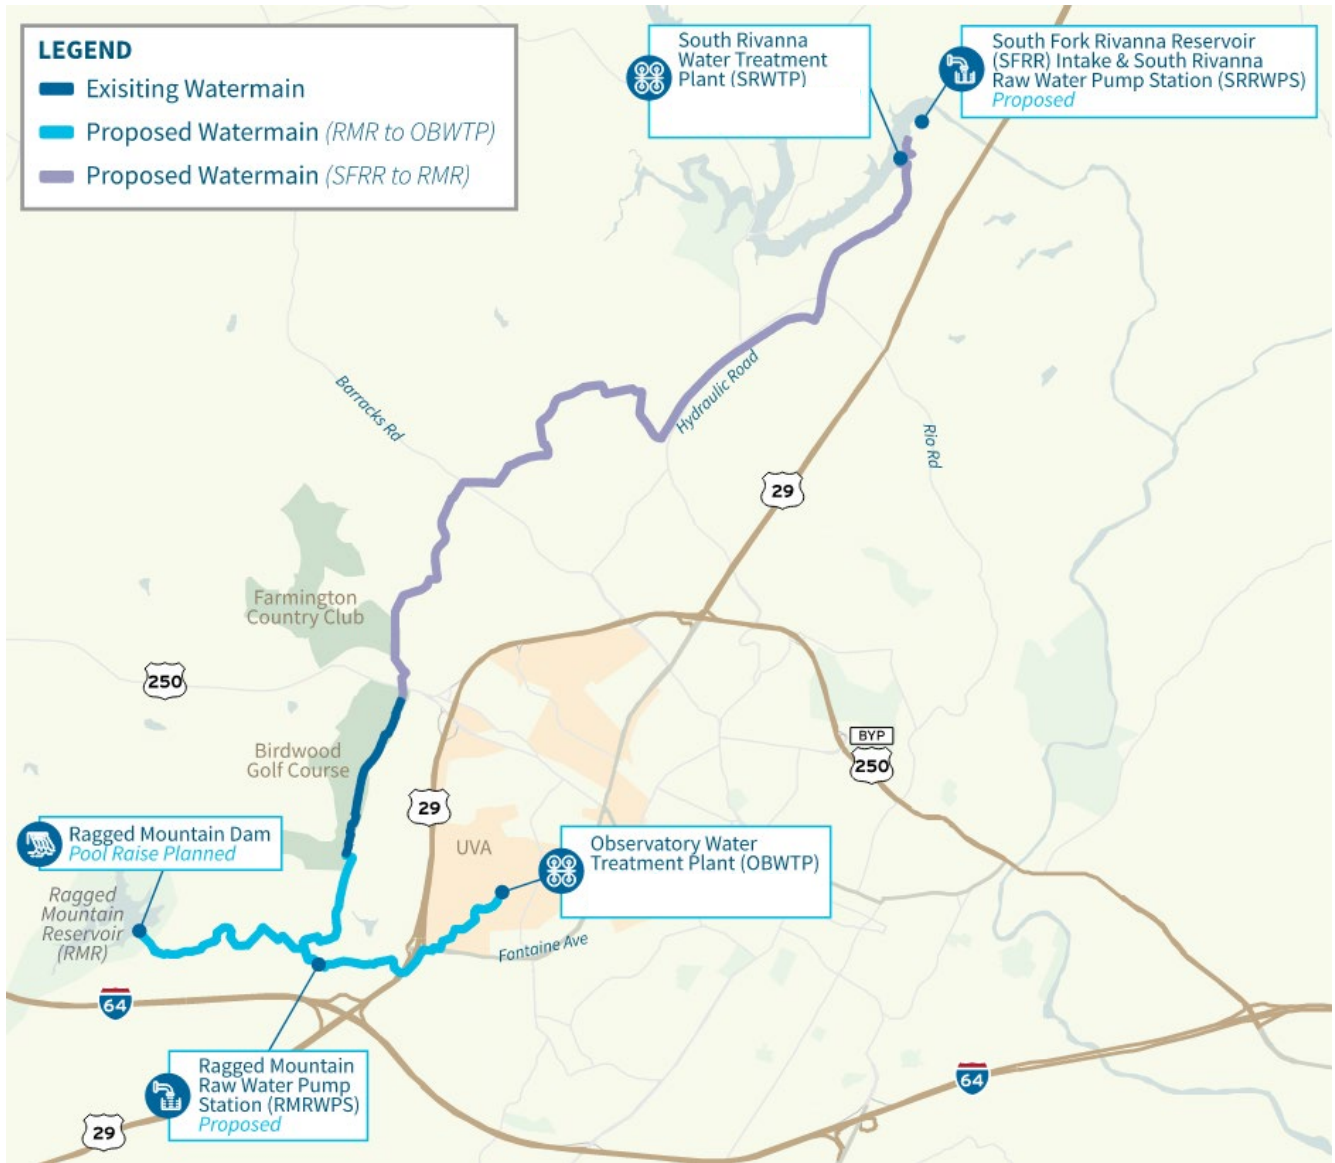 LEGEND
Exisiting Watermain
Proposed Watermain (RMR to OBWTP)
Proposed Watermain (SFRR to RMR)
South Rivanna
Water Treatment
Plant (SRWTP)
South Fork Rivanna Reservoir
(SFRR) Intake & South Rivanna
Raw Water Pump Station (SRRWPS)
Proposed
Barracks Rd
Hydraulic Road
Rio Rd
29
Farmington
Country Club
250
Birdwood
Golf Course
BYP
250
29
UVA
Ragged Mountain Dam
Pool Raise Planned
Observatory Water
Treatment Plant (OBWTP)
Ragged
Mountain
Reservoir
(RMR)
Fontaine Ave
64
Ragged Mountain
Raw Water Pump
Station (RMRWPS)
Proposed
64
29